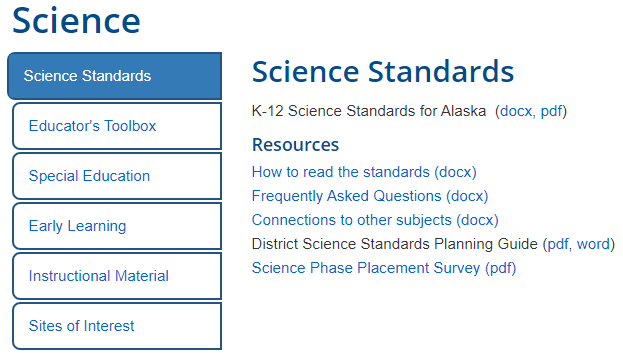 Science
Science Standards
Educator's Toolbox
Special Education
Early Learning
Instructional Material
Sites of Interest
Science Standards
K-12 Science Standards for Alaska (docx, pdf)
Resources
How to read the standards (docx)
Frequently Asked Questions (docx)
Connections to other subjects (docx)
District Science Standards Planning Guide (pdf, word)
Science Phase Placement Survey (pdf)